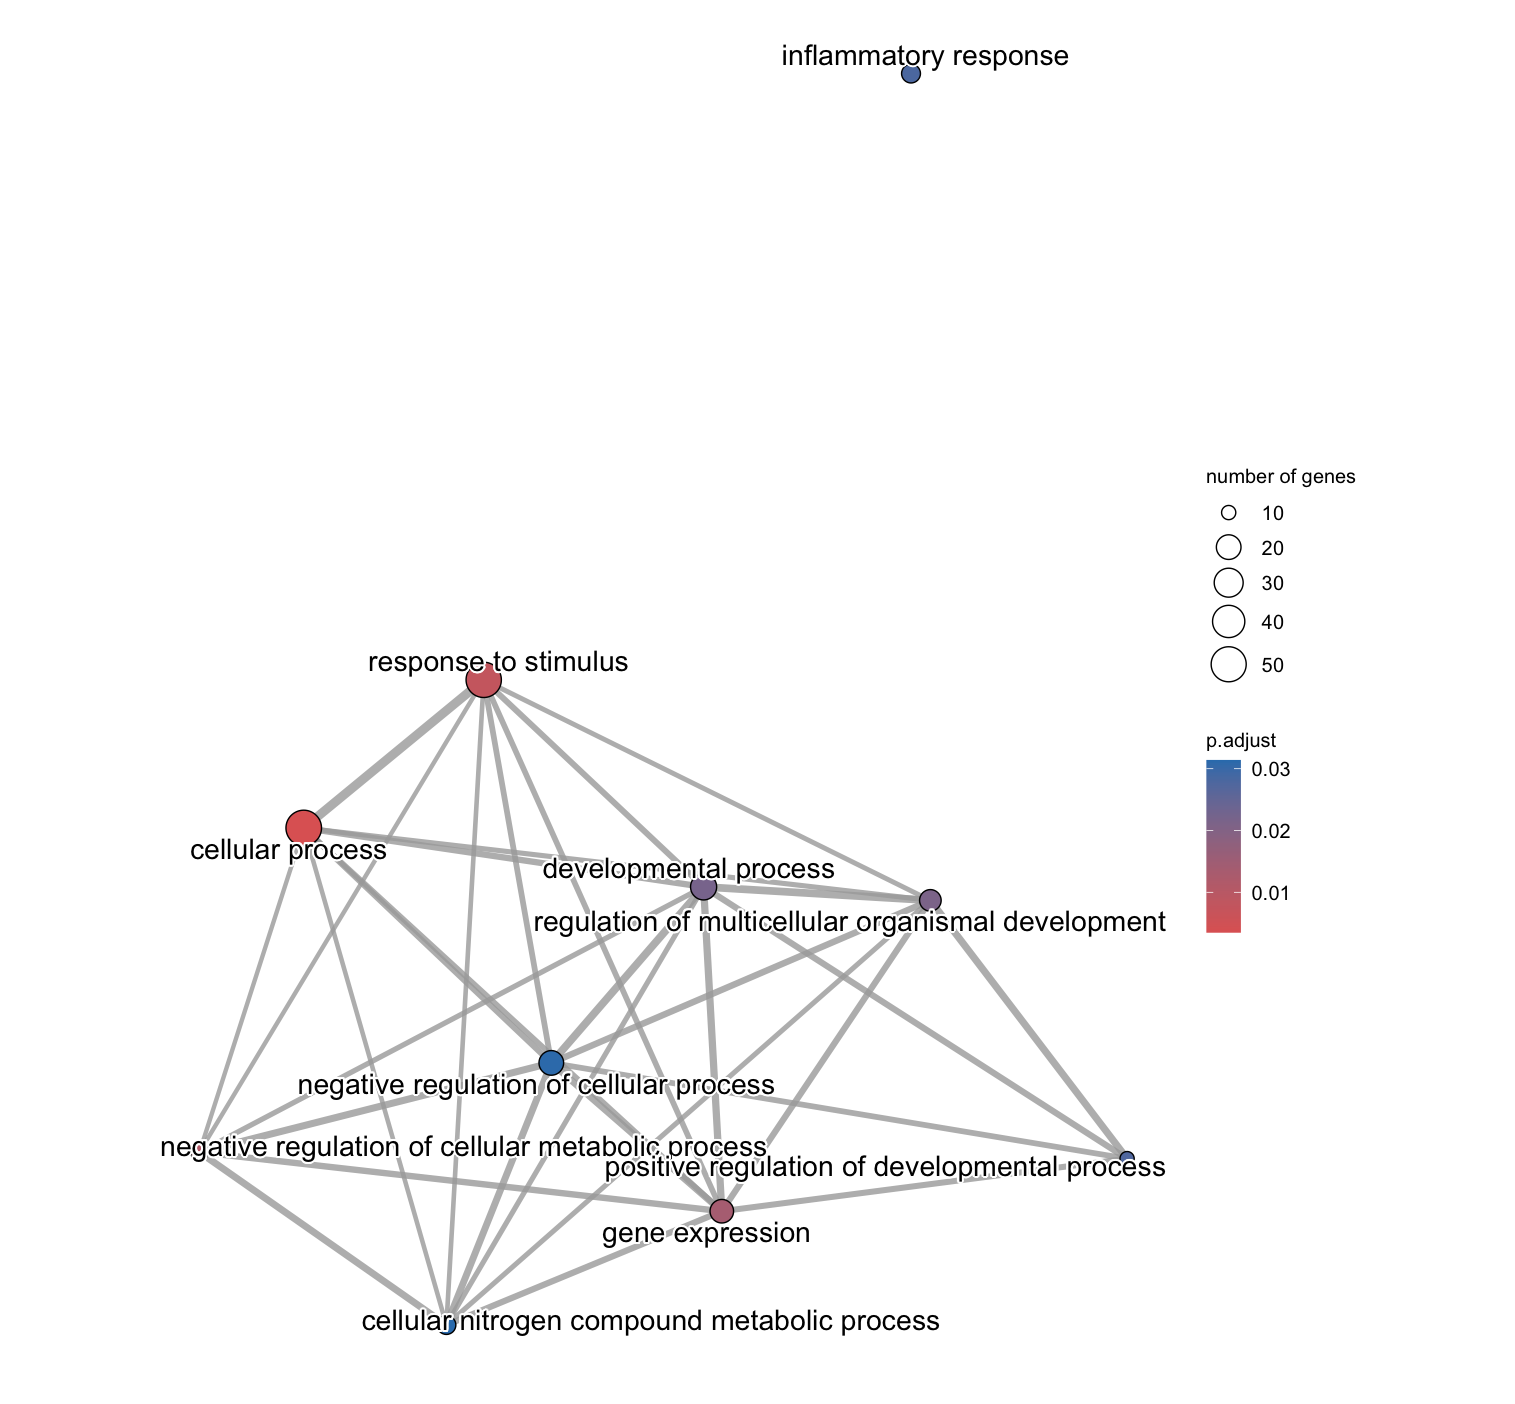 inflammatory response
number of genes
10
20
30
40
50
response to stimulus
p.adjust
0.03
0.02
0.01
cellular process
developmental process
regulation of multicellular organismal development
negative regulation of cellular process
negative regulation of cellular metabolic process
positive regulation of developmental process
gene expression
cellular nitrogen compound metabolic process